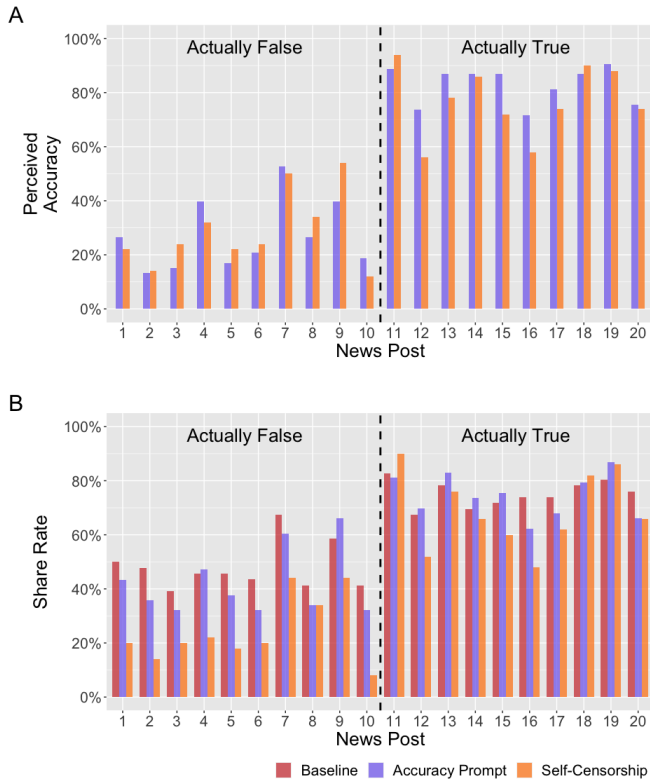 A
Actually False
Actually True
100%
80%
60%
40%
20%
0%
Perceived
Accuracy
1 2 3 4 5 6 7 8 9 10 11 12 13 14 15 16 17 18 19 20
News Post
B
Actually False
Actually True
100%
80%
60%
40%
20%
0%
Share Rate
1 2 3 4 5 6 7 8 9 10 11 12 13 14 15 16 17 18 19 20
News Post
Baseline Accuracy Prompt Self-Censorship